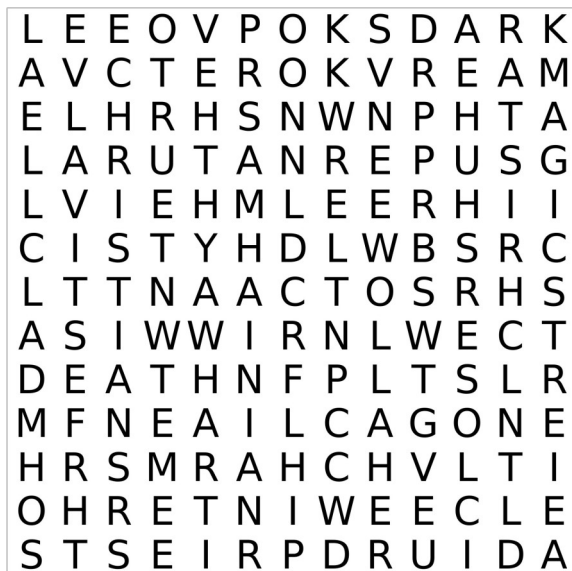 L E E O V P O K S D A R K
A V C T E R O K V R E A M
E L H R H S N W N P H T A
L A R U T A N R E P U S G
L V I E H M L E E R H I I
C I S T Y H D L W B S R C
L T T N A A C T O S R H S
A S I W W I R N L W E C T
D E A T H N F P L T S L R
M F N E A I L C A G O N E
H R S M R A H C H V L T I
O H R E T N I W E E C L E
S T S E I R P D R U I D A